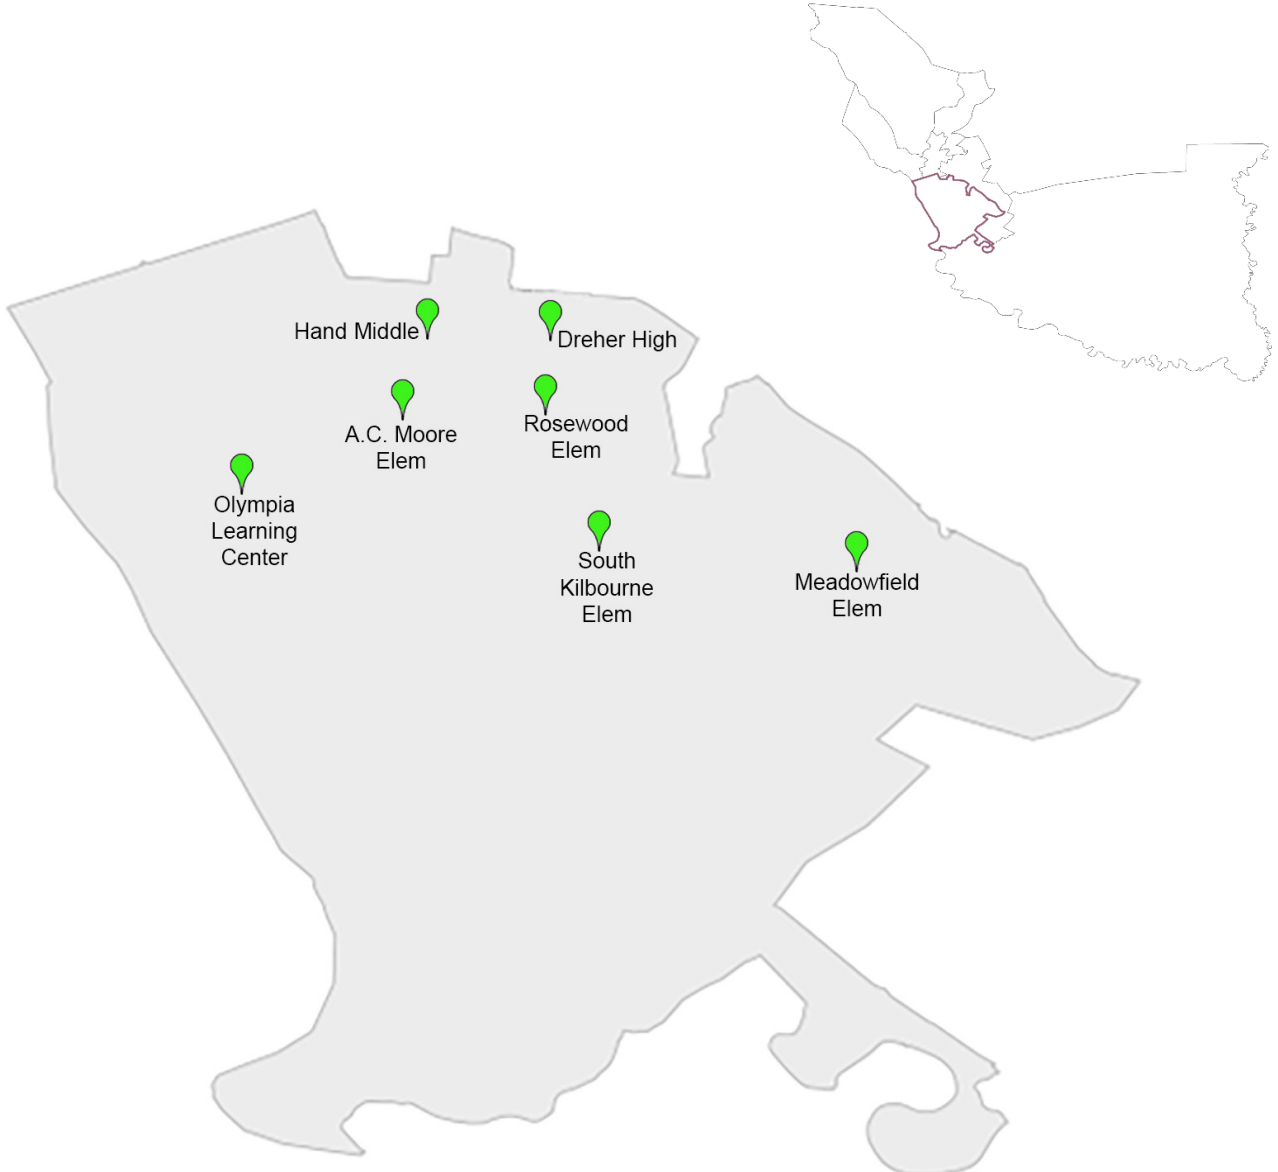 Hand Middle
Dreher High
A.C. Moore
Elem
Rosewood
Elem
Olympia
Learning
Center
South
Kilbourne
Elem
Meadowfield
Elem